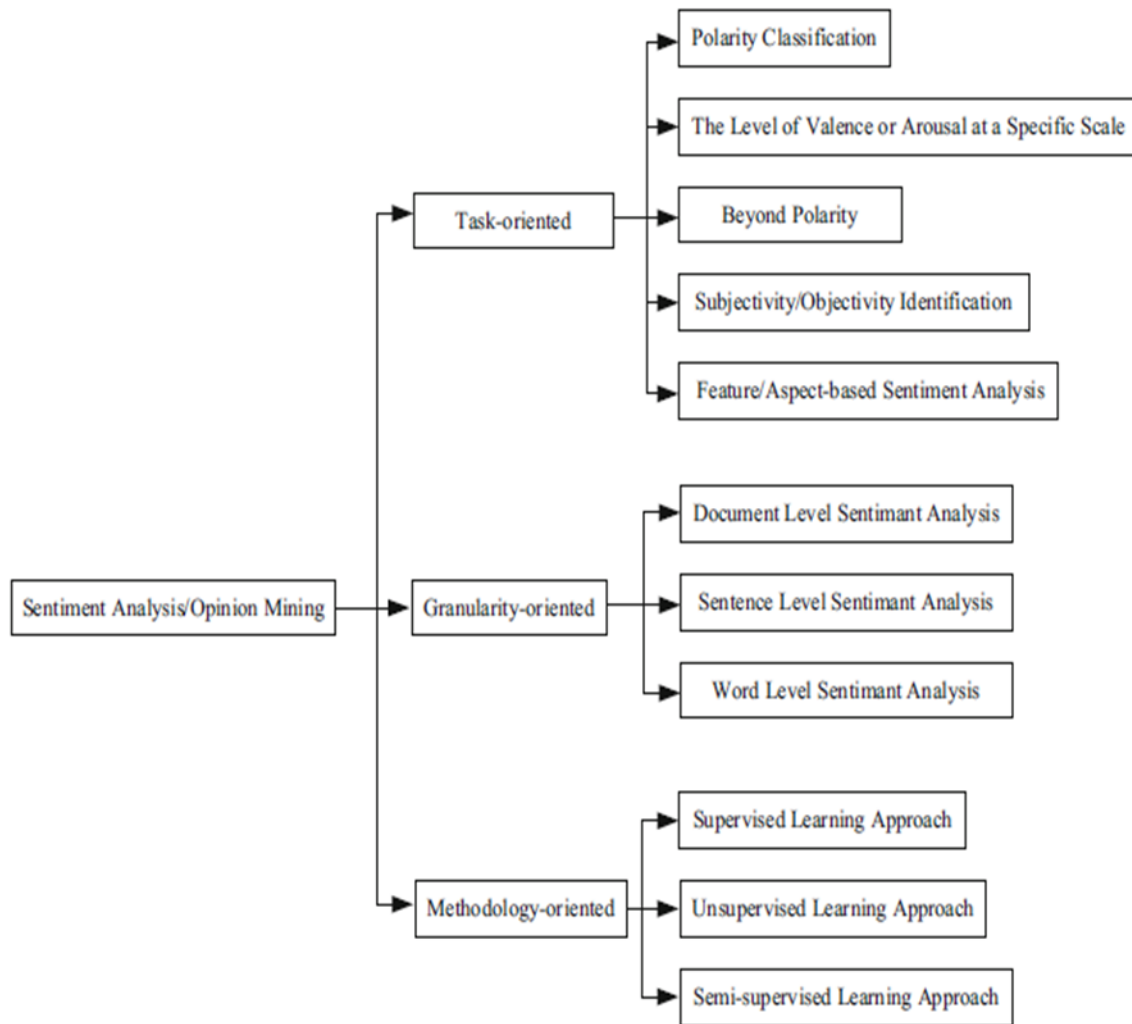 Polarity Classification
The Level of Valence or Arousal at a Specific Scale
Task-oriented
Beyond Polarity
Subjectivity/Objectivity Identification
Feature/Aspect-based Sentiment Analysis
Document Level Sentimant Analysis
Sentiment Analysis/Opinion Mining
Granularity-oriented
Sentence Level Sentimant Analysis
Word Level Sentimant Analysis
Supervised Learning Approach
Methodology-oriented
Unsupervised Learning Approach
Semi-supervised Learning Approach